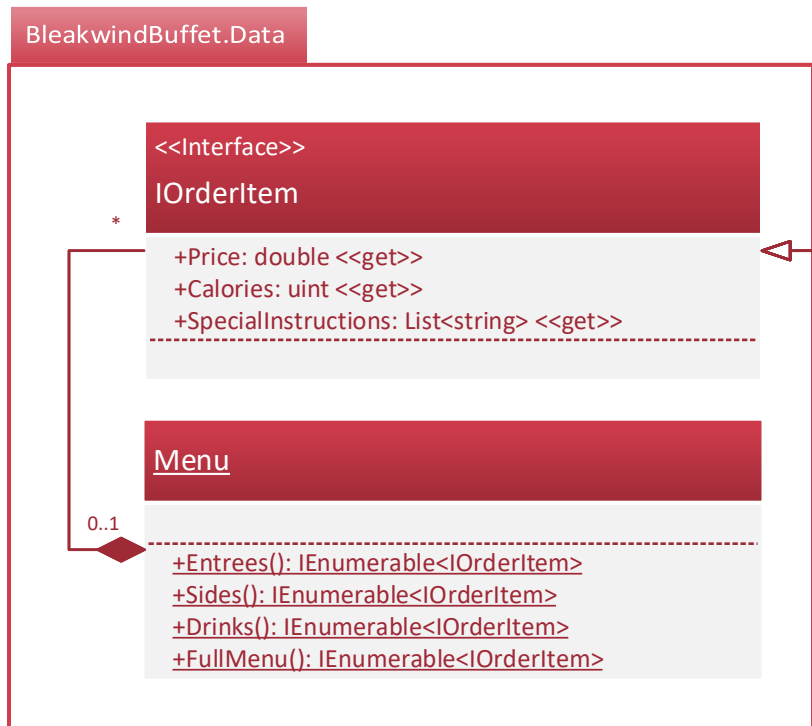 BleakwindBuffet.Data
<<Interface>>
IOrderItem
*
+Price: double <<get>>
+Calories: uint <<get>>
+SpecialInstructions: List<string> <<get>>
Menu
0..1
+Entrees(): IEnumerable<IOrderItem>
+Sides(): IEnumerable<IOrderItem>
+Drinks(): IEnumerable<IOrderItem>
+FullMenu(): IEnumerable<IOrderItem>